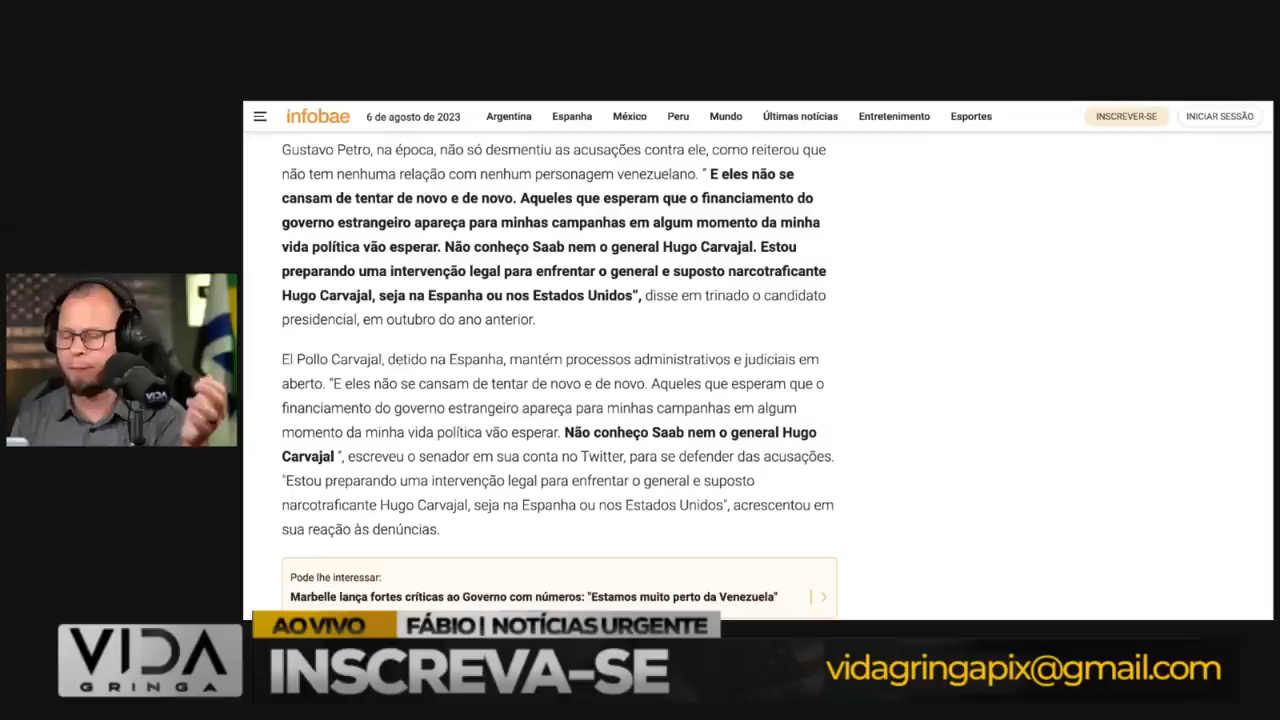 infobae 6 de agosto de 2023 Argentina Espanha México Peru Mundo Últimas notícias Entretenimento Esportes INSCREVER-SE INICIAR SESSÃO
Gustavo Petro, na época, não só desmentiu as acusações contra ele, como reiterou que
não tem nenhuma relação com nenhum personagem venezuelano. " E eles não se
cansam de tentar de novo e de novo. Aqueles que esperam que o financiamento do
governo estrangeiro apareça para minhas campanhas em algum momento da minha
vida política vão esperar. Não conheço Saab nem o general Hugo Carvajal. Estou
preparando uma intervenção legal para enfrentar o general e suposto narcotraficante
Hugo Carvajal, seja na Espanha ou nos Estados Unidos”, disse em trinado o candidato
presidencial, em outubro do ano anterior.
El Pollo Carvajal, detido na Espanha, mantém processos administrativos e judiciais em
aberto. “E eles não se cansam de tentar de novo e de novo. Aqueles que esperam que o
financiamento do governo estrangeiro apareça para minhas campanhas em algum
momento da minha vida política vão esperar. Não conheço Saab nem o general Hugo
Carvajal ”, escreveu o senador em sua conta no Twitter, para se defender das acusações.
"Estou preparando uma intervenção legal para enfrentar o general e suposto
narcotraficante Hugo Carvajal, seja na Espanha ou nos Estados Unidos", acrescentou em
sua reação às denúncias.
Pode lhe interessar:
Marbelle lança fortes críticas ao Governo com números: "Estamos muito perto da Venezuela"
VIDA
AO VIVO FÁBIO | NOTÍCIAS URGENTE
VIDA
GRINGA
INSCREVA-SE
vidagringapix@gmail.com